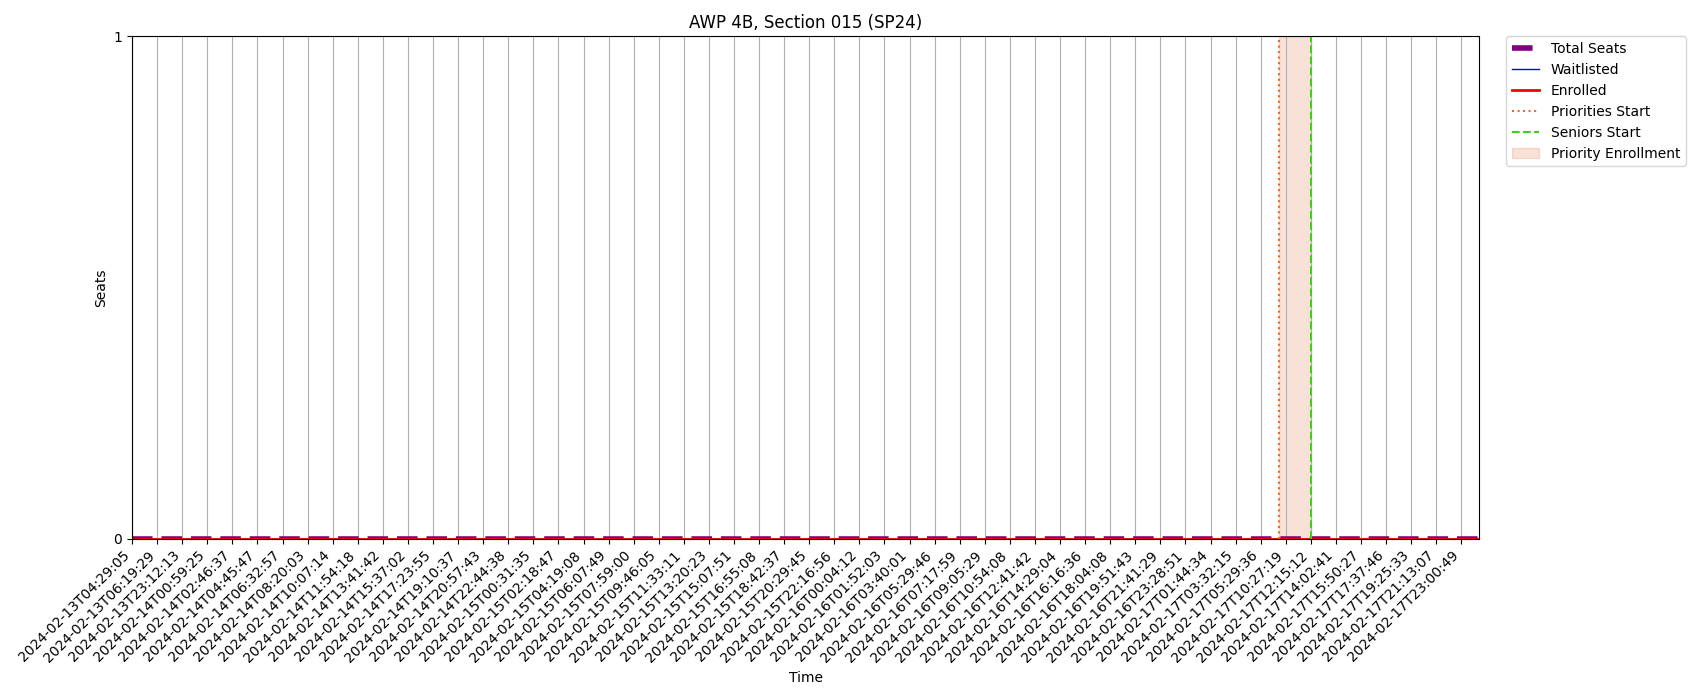 AWP 4B, Section 015 (SP24)
1
0
Seats
Total Seats
Waitlisted
Enrolled
Priorities Start
Seniors Start
Priority Enrollment
2024-02-13T04:29:05
2024-02-13T06:19:29
2024-02-13T23:12:13
2024-02-14T00:59:25
2024-02-14T02:46:37
2024-02-14T04:45:47
2024-02-14T06:32:57
2024-02-14T08:20:03
2024-02-14T10:07:14
2024-02-14T11:54:18
2024-02-14T13:41:42
2024-02-14T15:37:02
2024-02-14T17:23:55
2024-02-14T19:10:37
2024-02-14T20:57:43
2024-02-14T22:44:38
2024-02-15T00:31:35
2024-02-15T02:18:47
2024-02-15T04:19:08
2024-02-15T06:07:49
2024-02-15T07:59:00
2024-02-15T09:46:05
2024-02-15T11:33:11
2024-02-15T13:20:23
2024-02-15T15:07:51
2024-02-15T16:55:08
2024-02-15T18:42:37
2024-02-15T20:29:45
2024-02-15T22:16:56
2024-02-16T00:04:12
2024-02-16T01:52:03
2024-02-16T03:40:01
2024-02-16T05:29:46
2024-02-16T07:17:59
2024-02-16T09:05:29
2024-02-16T10:54:08
2024-02-16T12:41:42
2024-02-16T14:29:04
2024-02-16T16:16:36
2024-02-16T18:04:08
2024-02-16T19:51:43
2024-02-16T21:41:29
2024-02-16T23:28:51
2024-02-17T01:44:34
2024-02-17T03:32:15
2024-02-17T05:29:36
2024-02-17T10:27:19
2024-02-17T12:15:12
2024-02-17T14:02:41
2024-02-17T15:50:27
2024-02-17T17:37:46
2024-02-17T19:25:33
2024-02-17T21:13:07
2024-02-17T23:00:49
Time